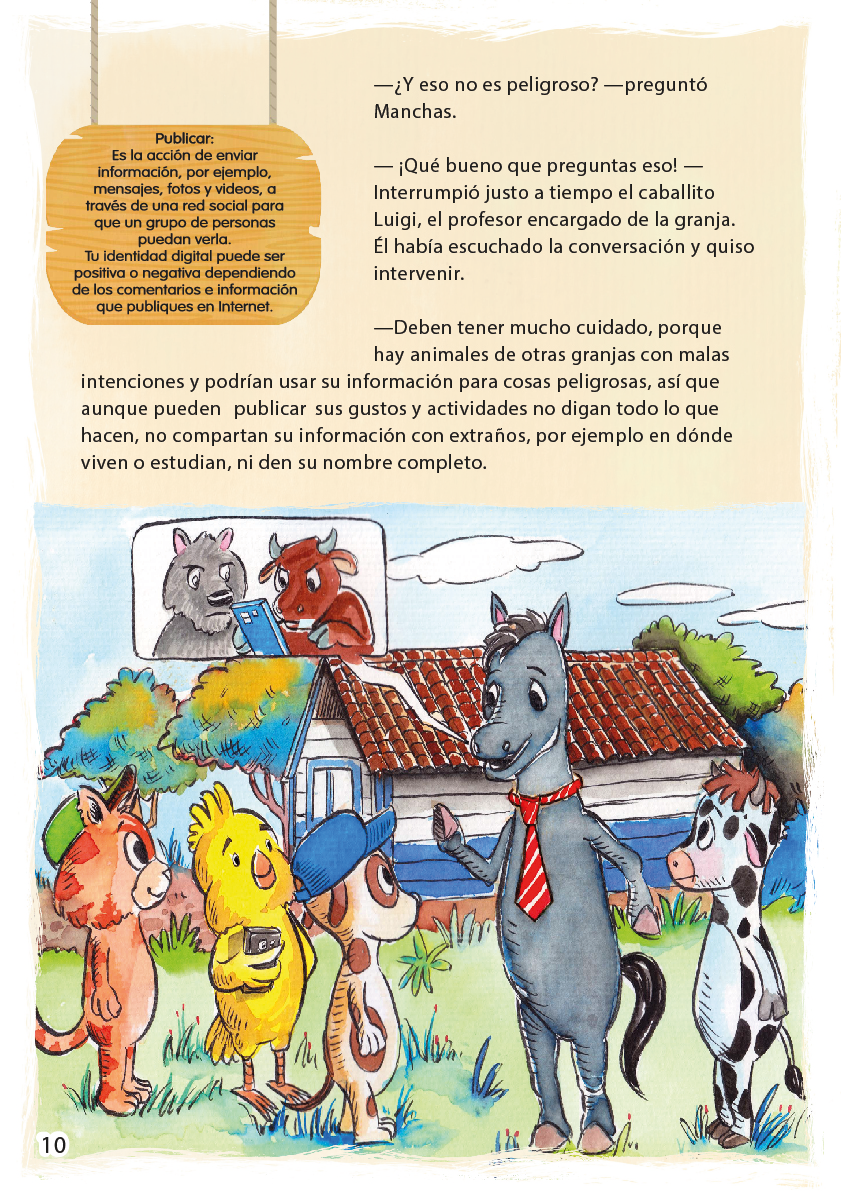 Publicar:
Es la acción de enviar
información, por ejemplo,
mensajes, fotos y videos, a
través de una red social para
que un grupo de personas
puedan verla.
Tu identidad digital puede ser
positiva o negativa dependiendo
de los comentarios e información
que publiques en Internet.
—¿Y eso no es peligroso? —preguntó
Manchas.
— ¡Qué bueno que preguntas eso! —
Interrumpió justo a tiempo el caballito
Luigi, el profesor encargado de la granja.
Él había escuchado la conversación y quiso
intervenir.
—Deben tener mucho cuidado, porque
hay animales de otras granjas con malas
intenciones y podrían usar su información para cosas peligrosas, así que
aunque pueden publicar sus gustos y actividades no digan todo lo que
hacen, no compartan su información con extraños, por ejemplo en dónde
viven o estudian, ni den su nombre completo.
10